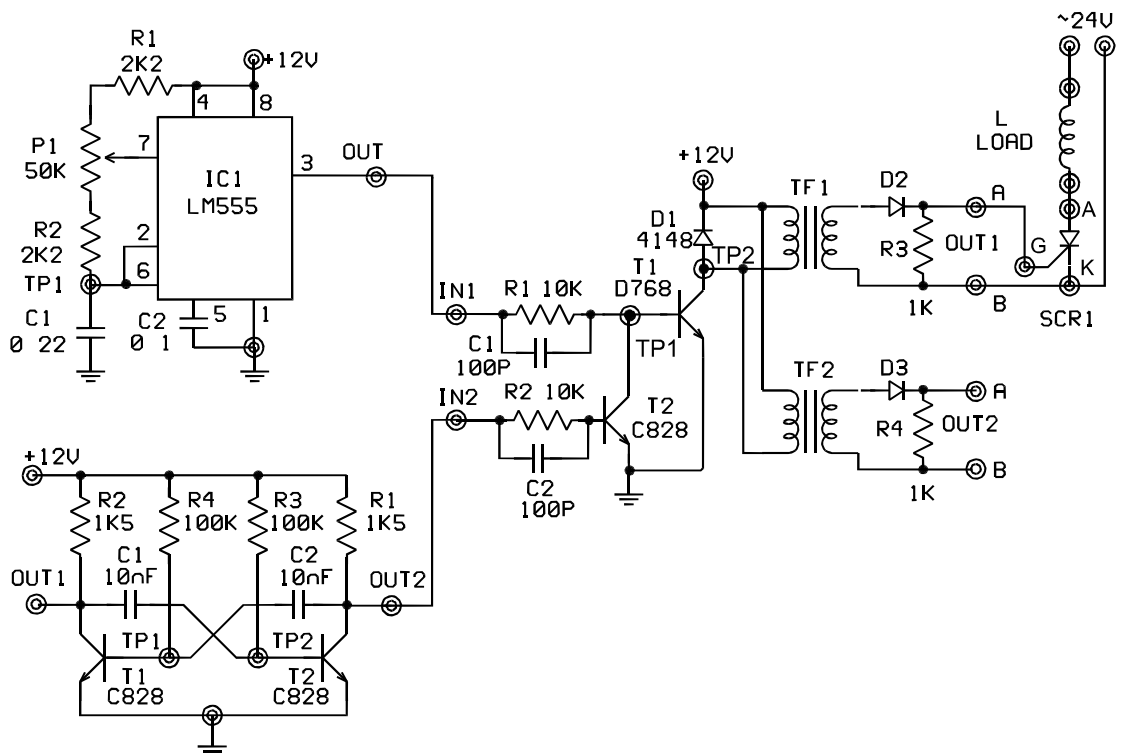 R1
2K2
+12V
4
8
P1
50K
7
IC1
LM555
3
OUT
R2
2K2
2
TP1
6
C1
0 22
C2
0 1
5
1
~24V
L
LOAD
A
G
K
SCR1
+12V
TF1
D2
A
D1
4148
TP2
R3
OUT1
T1
D768
1K
B
IN1
R1 10K
C1
100P
TP1
IN2
R2 10K
T2
C828
C2
100P
TF2
D3
A
R4
OUT2
B
1K
+12V
R2
1K5
R4
100K
R3
100K
R1
1K5
C1
10nF
C2
10nF
OUT1
OUT2
TP1
TP2
T1
C828
T2
C828